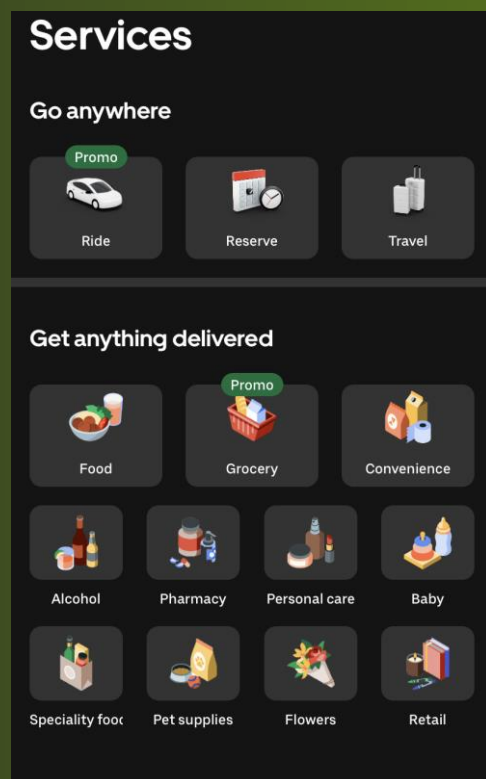 Services
Go anywhere
Promo
Ride
Reserve
Travel
Get anything delivered
Promo
Food
Grocery
Convenience
Alcohol
Pharmacy
Personal care
Baby
Speciality food
Pet supplies
Flowers
Retail